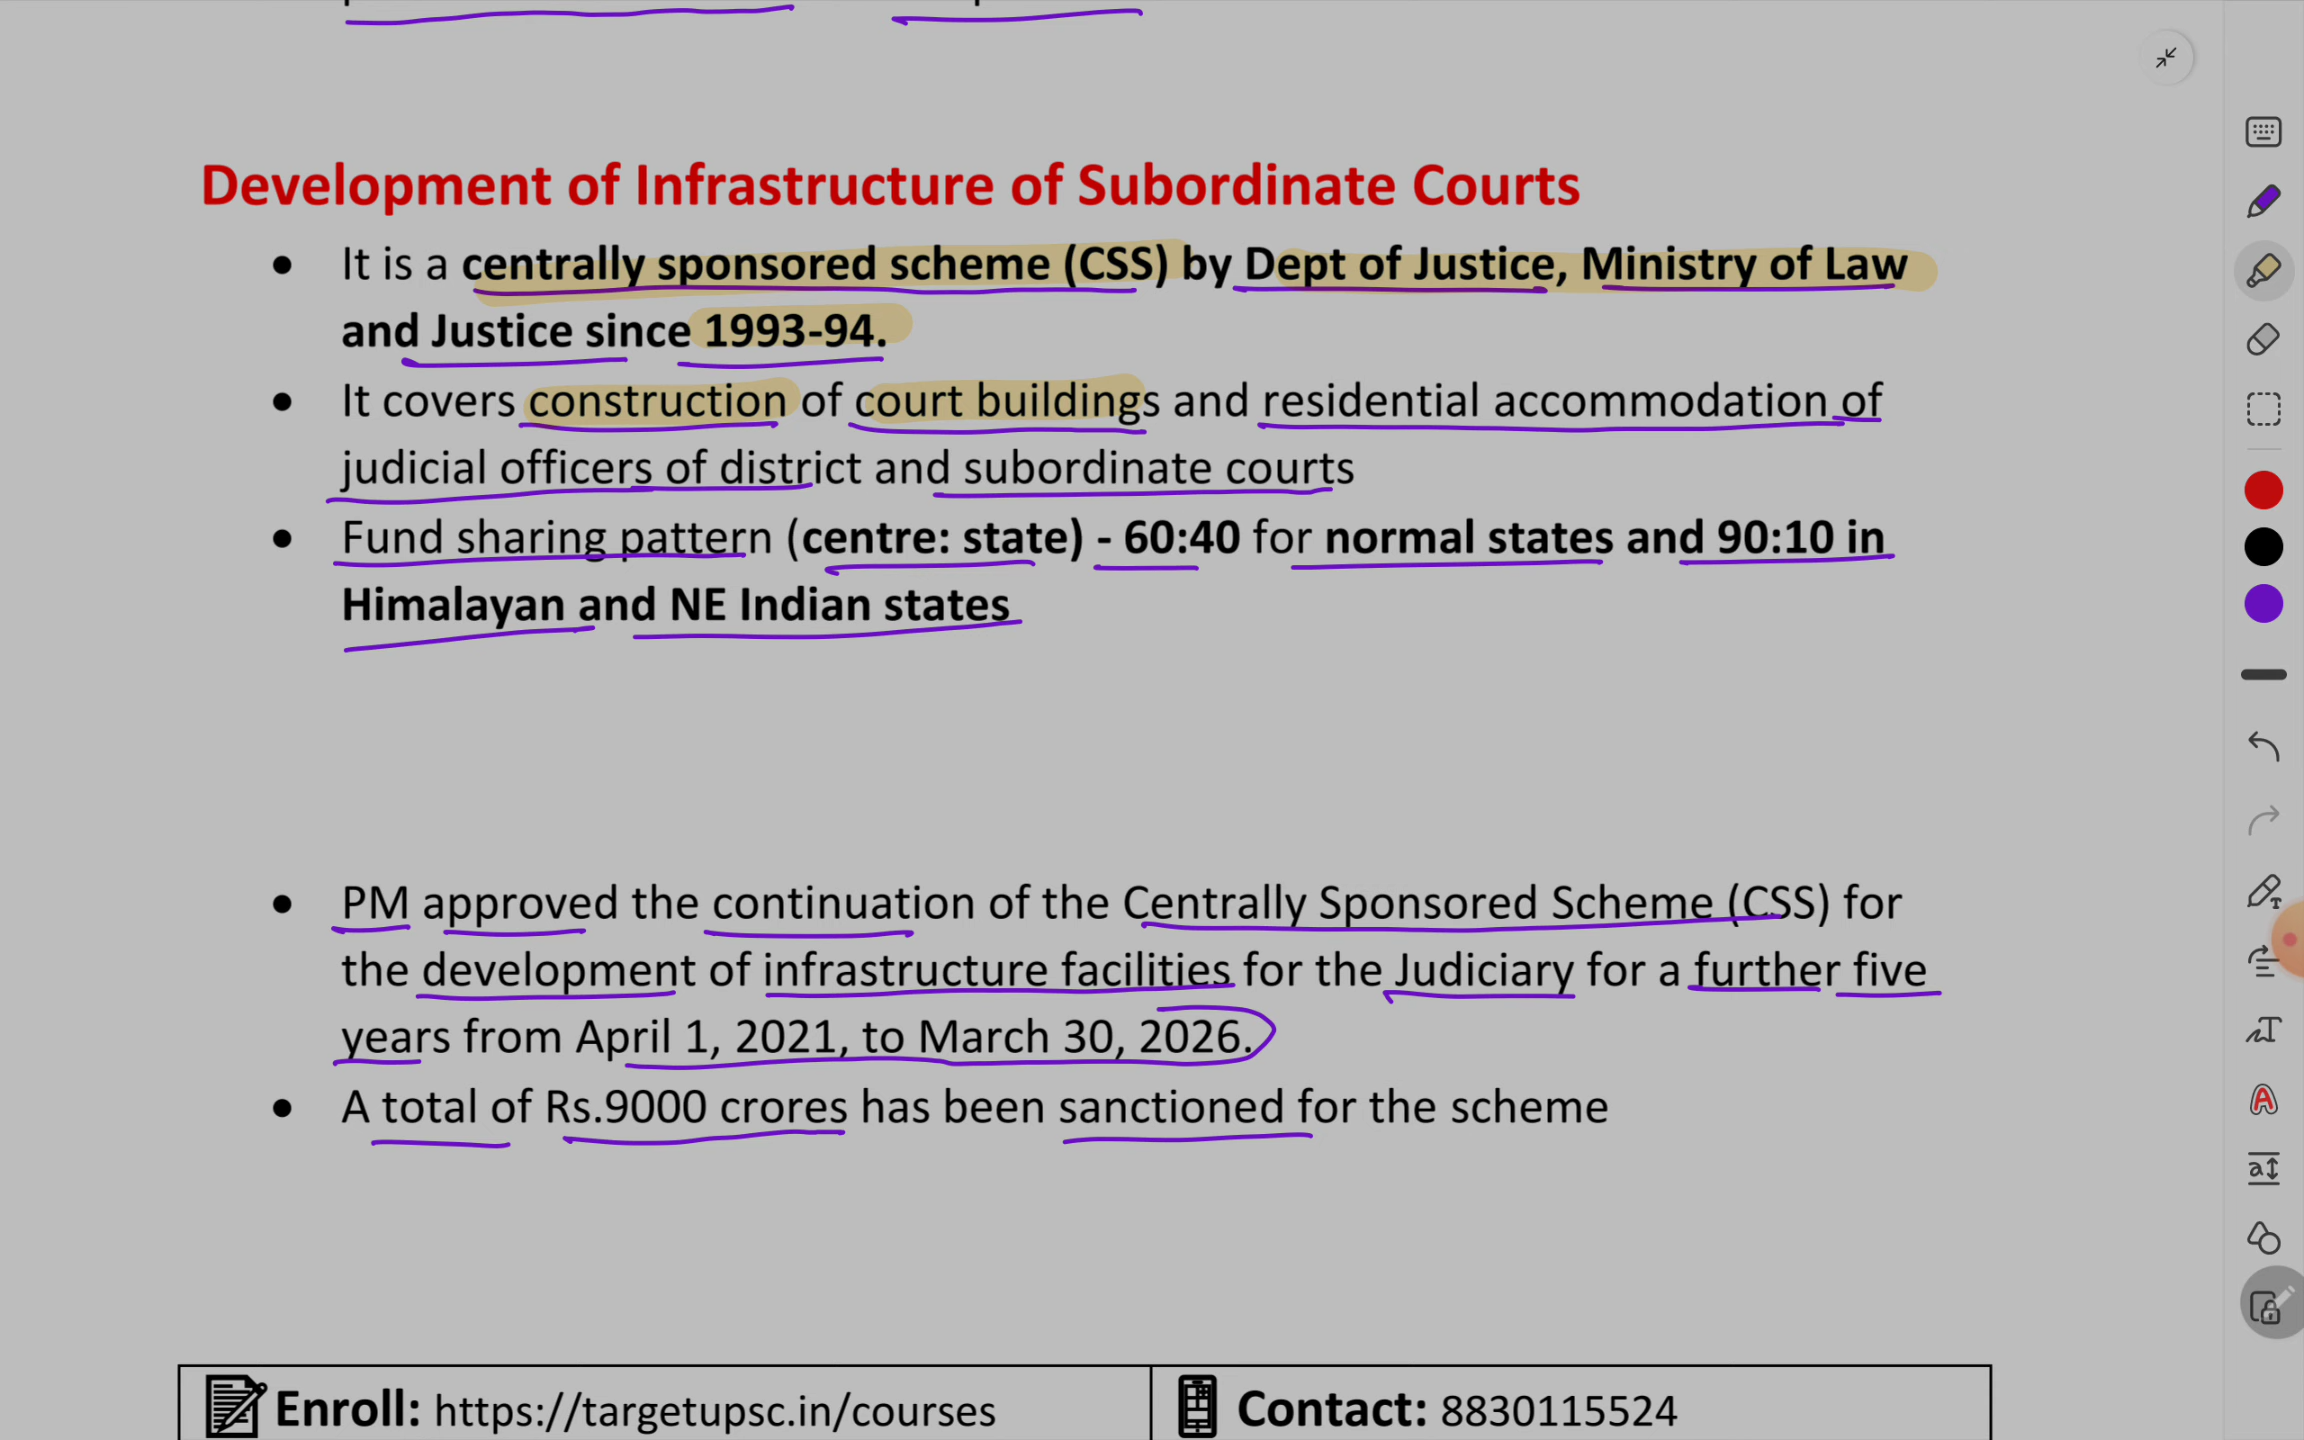 Development of Infrastructure of Subordinate Courts
● It is a centrally sponsored scheme (CSS) by Dept of Justice, Ministry of Law
and Justice since 1993-94.
● It covers construction of court buildings and residential accommodation of
judicial officers of district and subordinate courts
● Fund sharing pattern (centre: state) - 60:40 for normal states and 90:10 in
Himalayan and NE Indian states
● PM approved the continuation of the Centrally Sponsored Scheme (CSS) for
the development of infrastructure facilities for the Judiciary for a further five
years from April 1, 2021, to March 30, 2026.
● A total of Rs.9000 crores has been sanctioned for the scheme
Enroll: https://targetupsc.in/courses
Contact: 8830115524